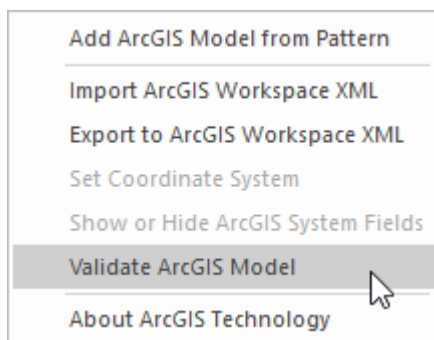 Add ArcGIS Model from Pattern
Import ArcGIS Workspace XML
Export to ArcGIS Workspace XML
Set Coordinate System
Show or Hide ArcGIS System Fields
Validate ArcGIS Model
About ArcGIS Technology